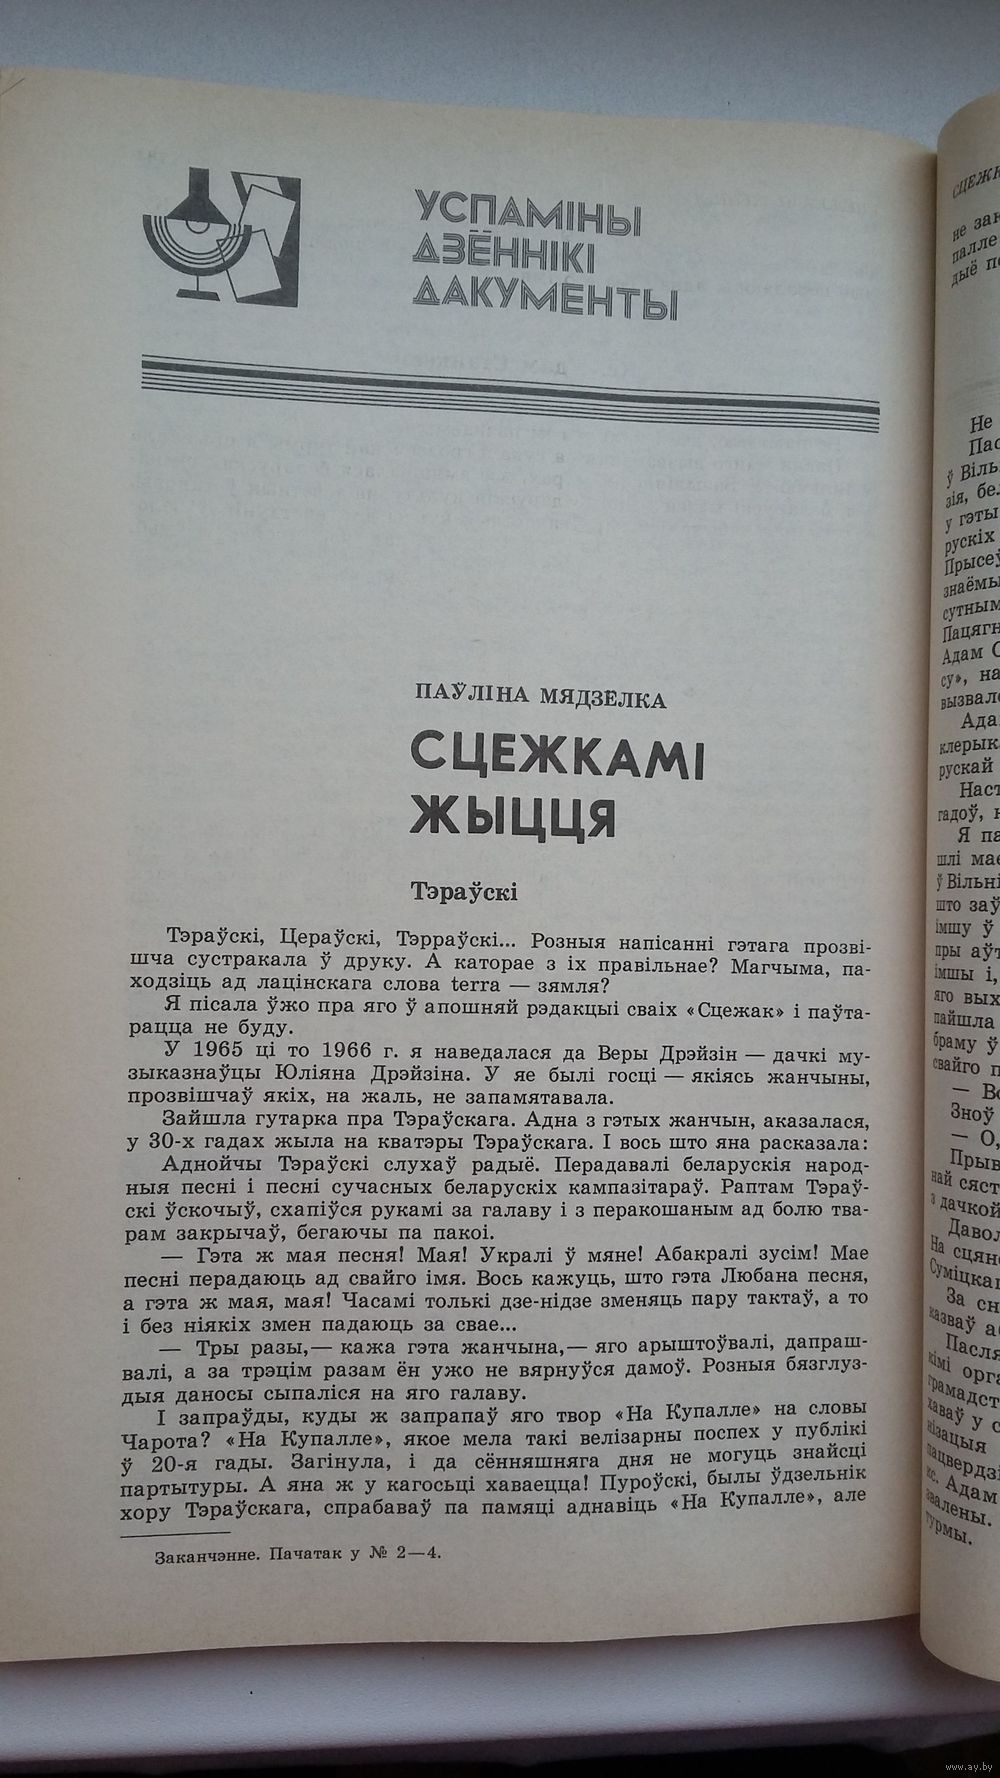 УСПАМІНЫ
ДЗЁННІКІ
ДАКУМЕНТЫ
ПАЎЛІНА МЯДЗЁЛКА
СЦЕЖКАМІ
ЖЫЦЦЯ
Тэраўскі
Тэраўскі, Цераўскі, Тэрраўскі... Розныя напісанні гэтага прозві-
шча сустракала ў друку. А каторае з іх правільнае? Магчыма, па-
ходзіць ад лацінскага слова terra — зямля?
Я пісала ўжо пра яго ў апошняй рэдакцыі сваіх «Сцежак» і паўта-
рацца не буду.
У 1965 ці то 1966 г. я наведалася да Веры Дрэйзін — дачкі му-
зыказнаўцы Юліяна Дрэйзіна. У яе былі госці — якіясь жанчыны,
прозвішчаў якіх, на жаль, не запамятавала.
Зайшла гутарка пра Тэраўскага. Адна з гэтых жанчын, аказалася,
у 30-х гадах жыла на кватэры Тэраўскага. І вось што яна расказала:
Аднойчы Тэраўскі слухаў радыё. Перадавалі беларускія народ-
ныя песні і песні сучасных беларускіх кампазітараў. Раптам Тэраў-
скі ўскочыў, схапіўся рукамі за галаву і з перакошаным ад болю тва-
рам закрычаў, бегаючы па пакоі.
— Гэта ж мая песня! Мая! Укралі ў мяне! Абакралі зусім! Мае
песні перадаюць ад свайго імя. Вось кажуць, што гэта Любана песня,
а гэта ж мая, мая! Часамі толькі дзе-нідзе зменяць пару тактаў, а то
і без ніякіх змен падаюць за свае...
— Тры разы,— кажа гэта жанчына,— яго арыштоўвалі, дапраш-
валі, а за трэцім разам ён ужо не вярнуўся дамоў. Розныя бязглуз-
дыя даносы сыпаліся на яго галаву.
І запраўды, куды ж запрапаў яго твор «На Купалле» на словы
Чарота? «На Купалле», якое мела такі велізарны поспех у публікі
ў 20-я гады. Загінула, і да сённяшняга дня не могуць знайсці
партытуры. А яна ж у кагосьці хаваецца! Пуроўскі, былы ўдзельнік
хору Тэраўскага, спрабаваў па памяці аднавіць «На Купалле», але
Заканчэнне. Пачатак у № 2—4.
www.ay.by